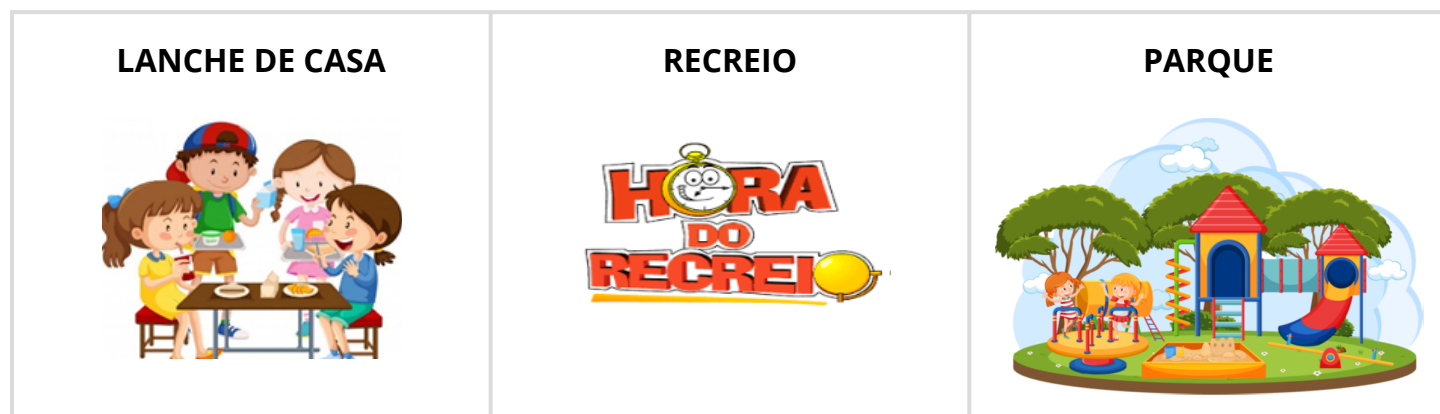 LANCHE DE CASA
RECREIO
PARQUE
HORA
DO
RECREIO